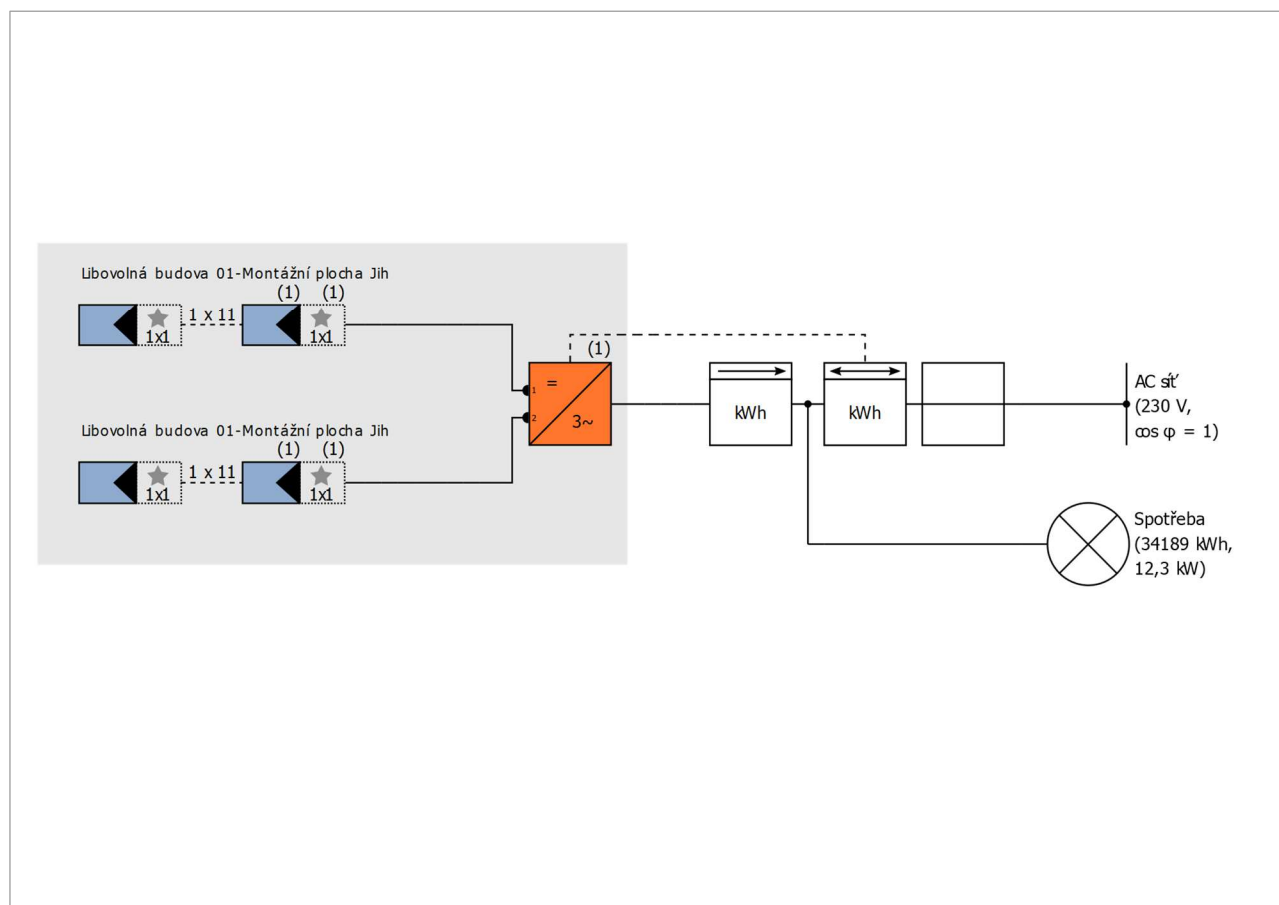 Libovolná budova 01-Montážní plocha Jih
(1) (1)
1 x 11
1x1 1x1
(1)
1
=
2
3~
Libovolná budova 01-Montážní plocha Jih
(1) (1)
1 x 11
1x1 1x1
kWh
kWh
AC síť
(230 V,
cos φ = 1)
Spotřeba
(34189 kWh,
12,3 kW)